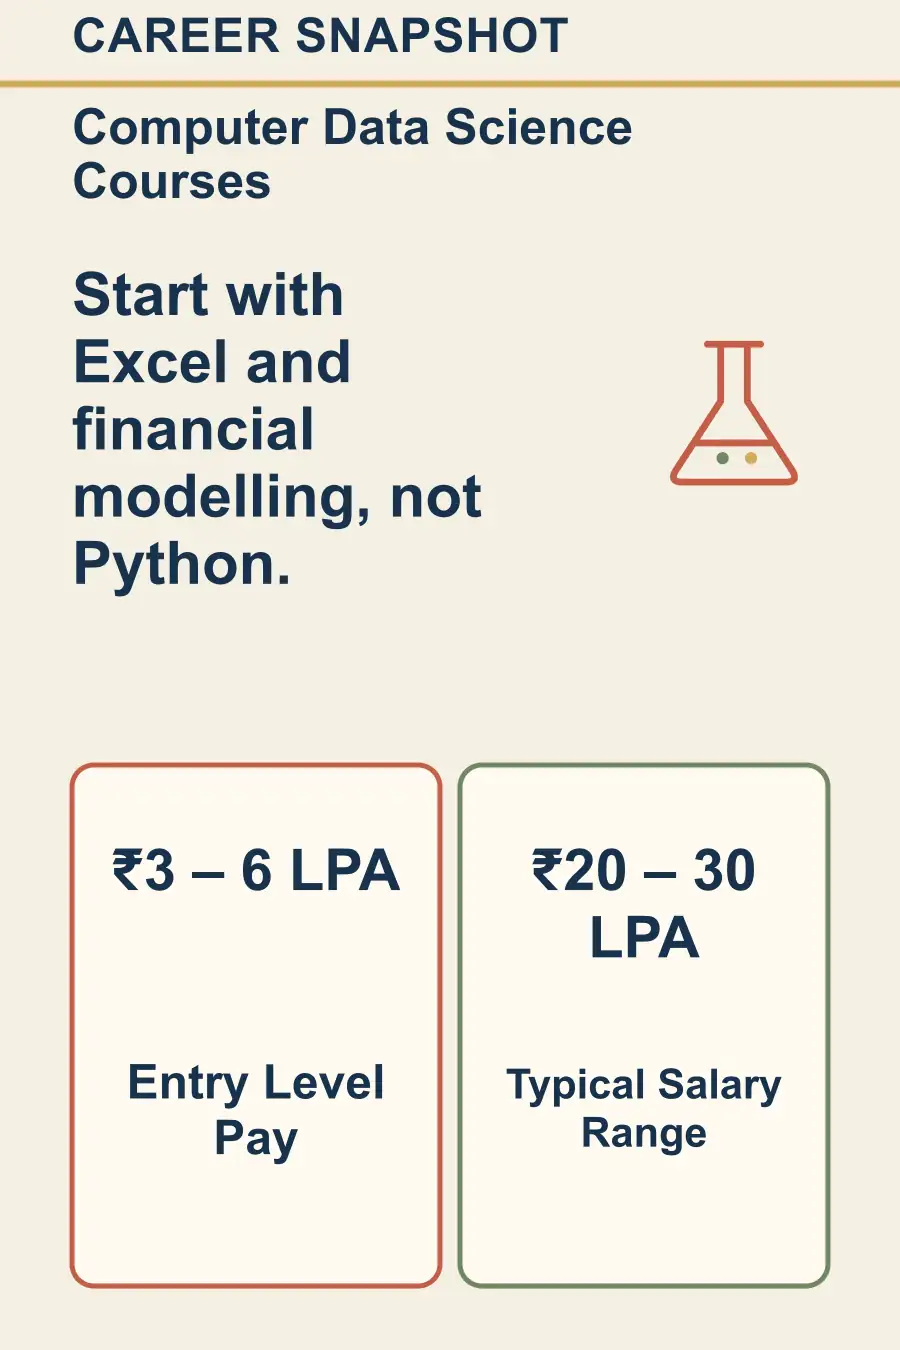 CAREER SNAPSHOT
Computer Data Science
Courses
Start with
Excel and
financial
modelling, not
Python.
₹3 – 6 LPA
Entry Level
Pay
₹20 – 30
LPA
Typical Salary
Range